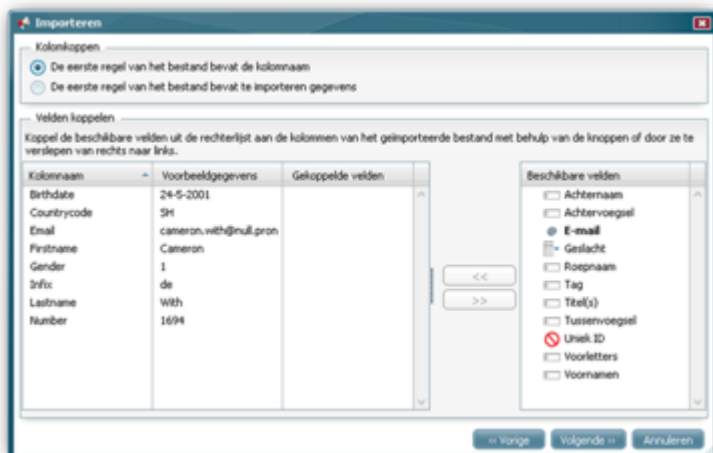 Importeren
Kolomkoppen
De eerste regel van het bestand bevat de kolomnaam
De eerste regel van het bestand bevat te importeren gegevens
Velden koppelen
Koppel de beschikbare velden uit de rechterlijst aan de kolommen van het geïmporteerde bestand met behulp van de knoppen of door ze te
verslepen van rechts naar links.
Kolomnaam Voorbeeldgegevens Gekoppelde velden
Birthdate 24-5-2001
Countrycode SH
Email cameron.with@null.pron
Firstname Cameron
Gender 1
Infix de
Lastname With
Number 1694
<<
>>
Beschikbare velden
Achternaam
Achtervoegsel
E-mail
Geslacht
Roepnaam
Tag
Titel(s)
Tussenvoegsel
Uniek ID
Voorletters
Voornamen
‹‹ Vorige Volgende ›› Annuleren